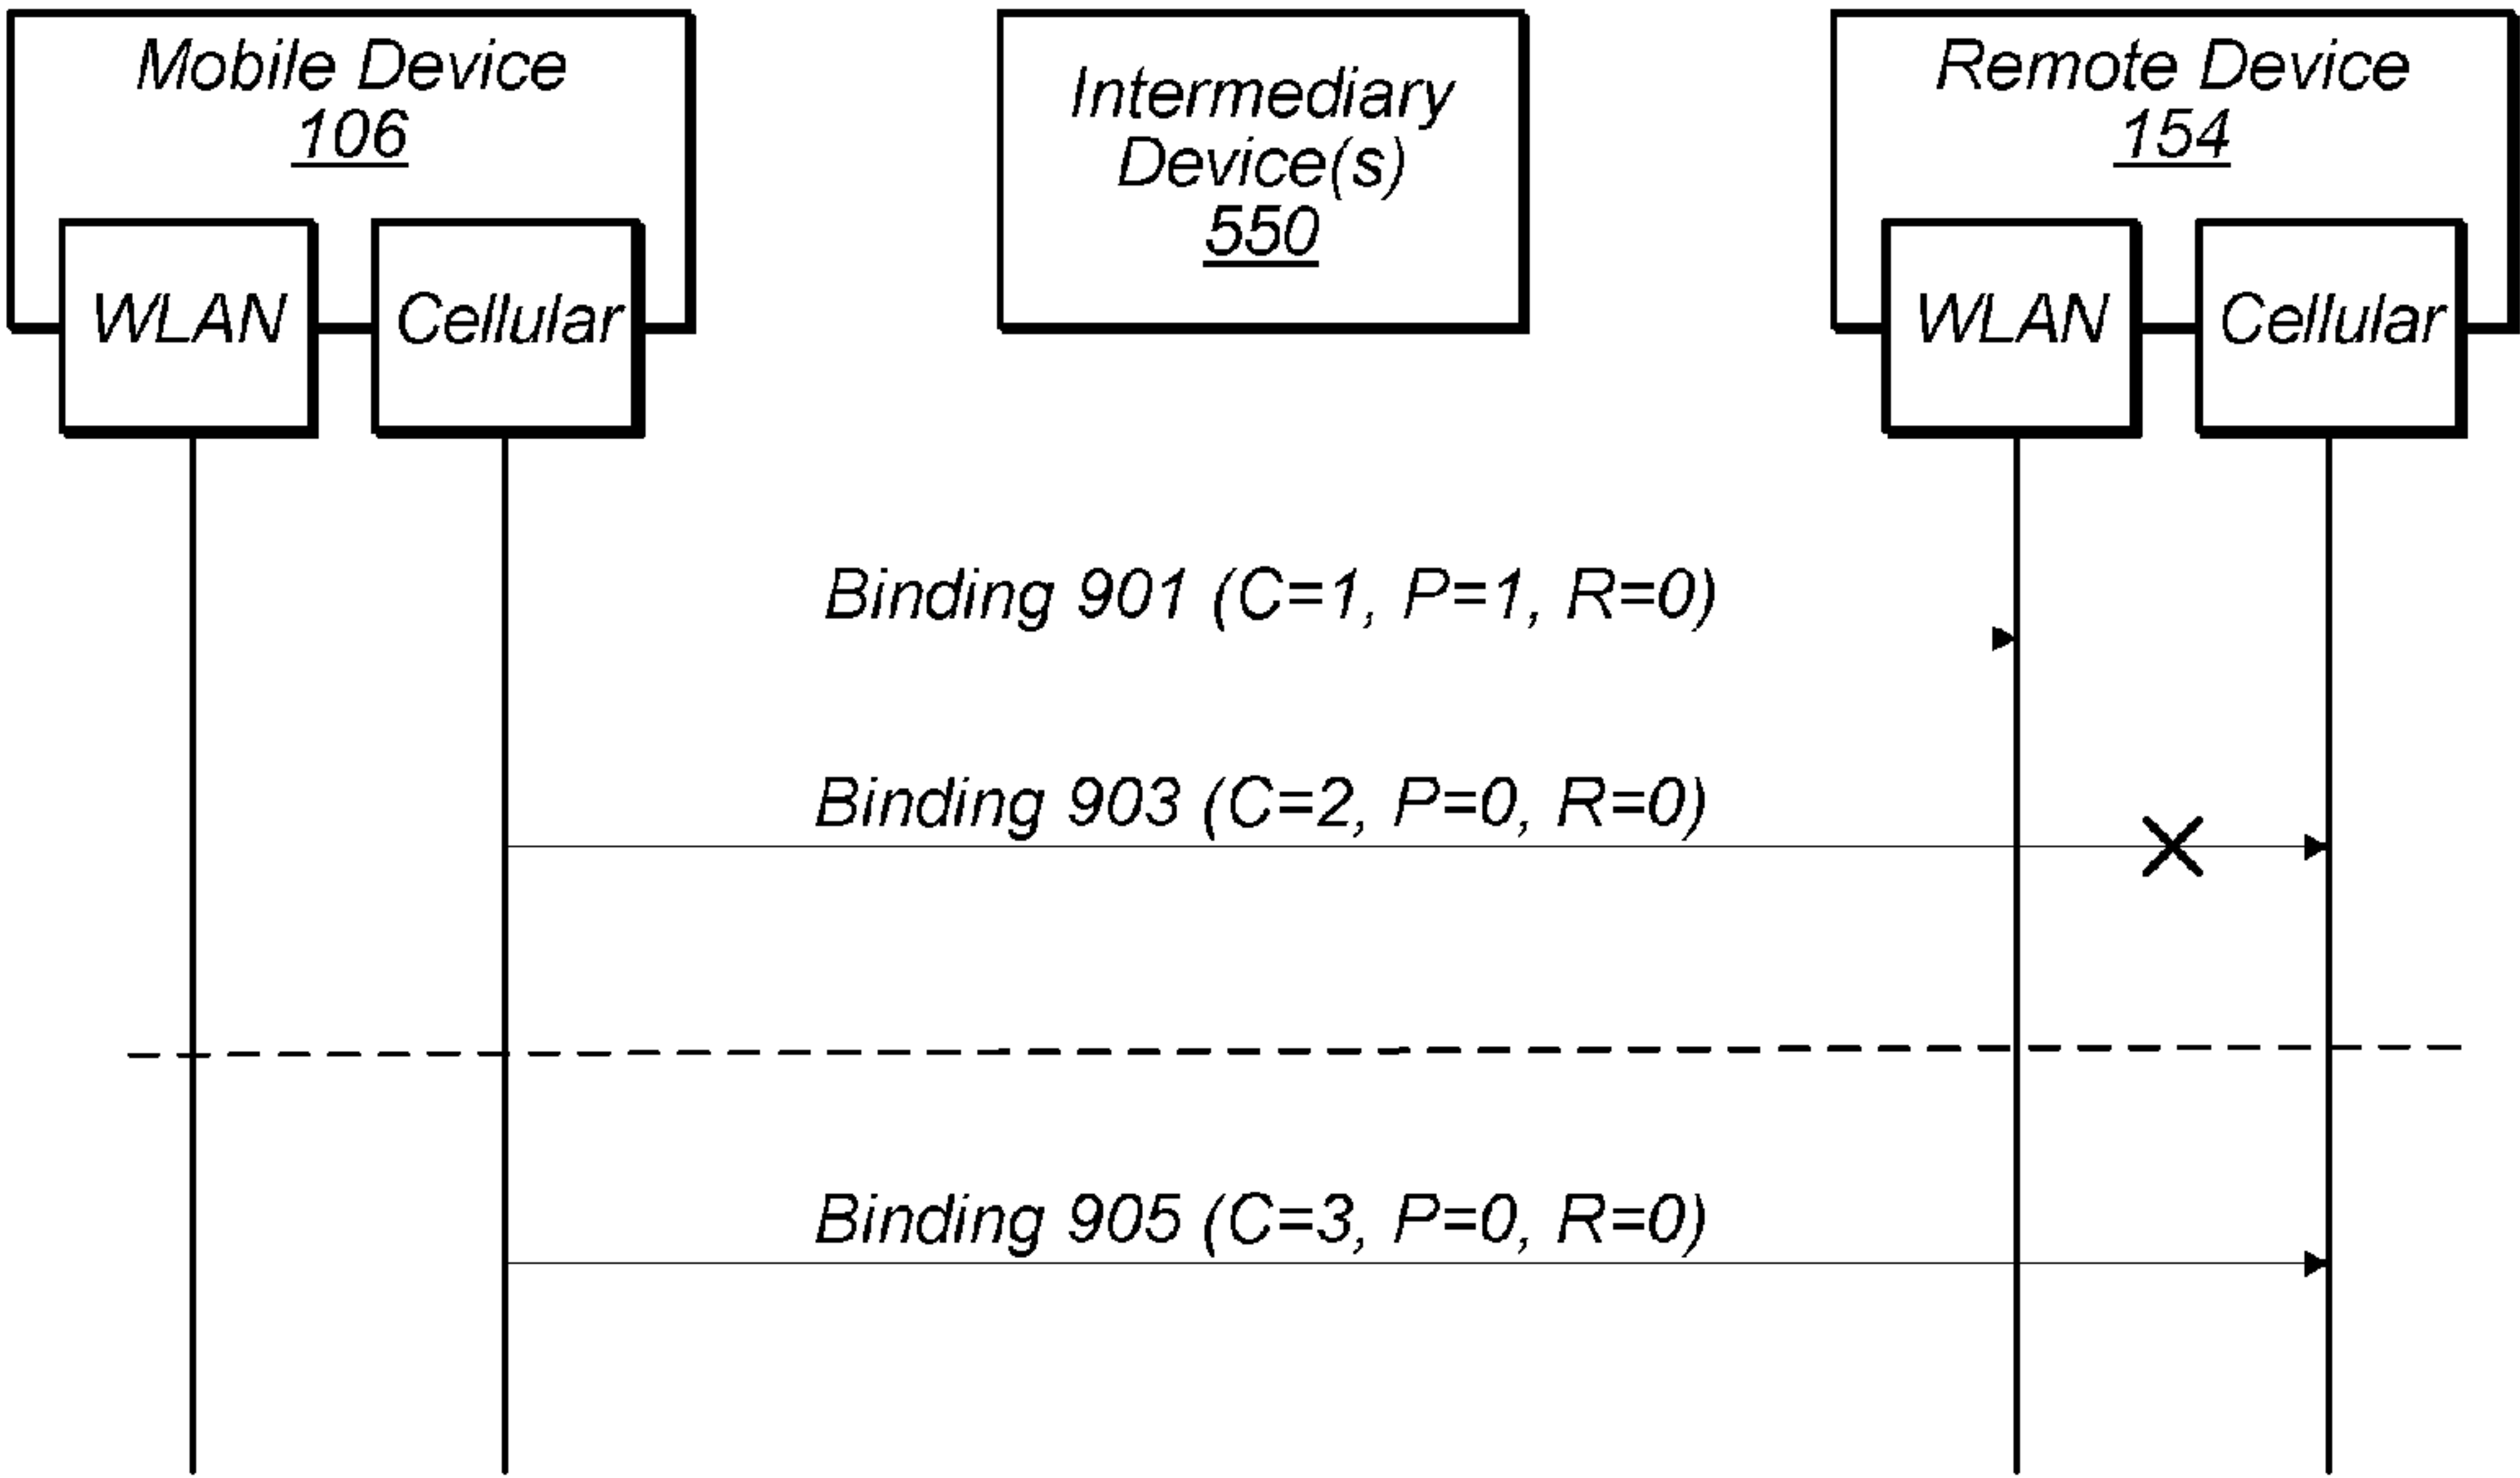 Mobile Device
106
WLAN
Cellular
Intermediary
Device(s)
550
Remote Device
154
WLAN
Cellular
Binding 901 (C=1, P=1, R=0)
Binding 903 (C=2, P=0, R=0)
Binding 905 (C=3, P=0, R=0)